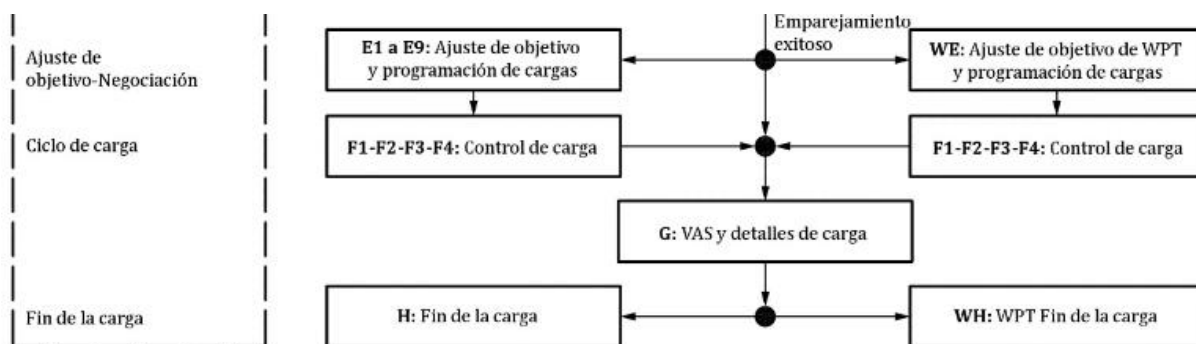 Emparejamiento
exitoso
Ajuste de
objetivo-Negociación
E1 a E9: Ajuste de objetivo
y programación de cargas
WE: Ajuste de objetivo de WPT
y programación de cargas
Ciclo de carga
F1-F2-F3-F4: Control de carga
F1-F2-F3-F4: Control de carga
G: VAS y detalles de carga
Fin de la carga
H: Fin de la carga
WH: WPT Fin de la carga